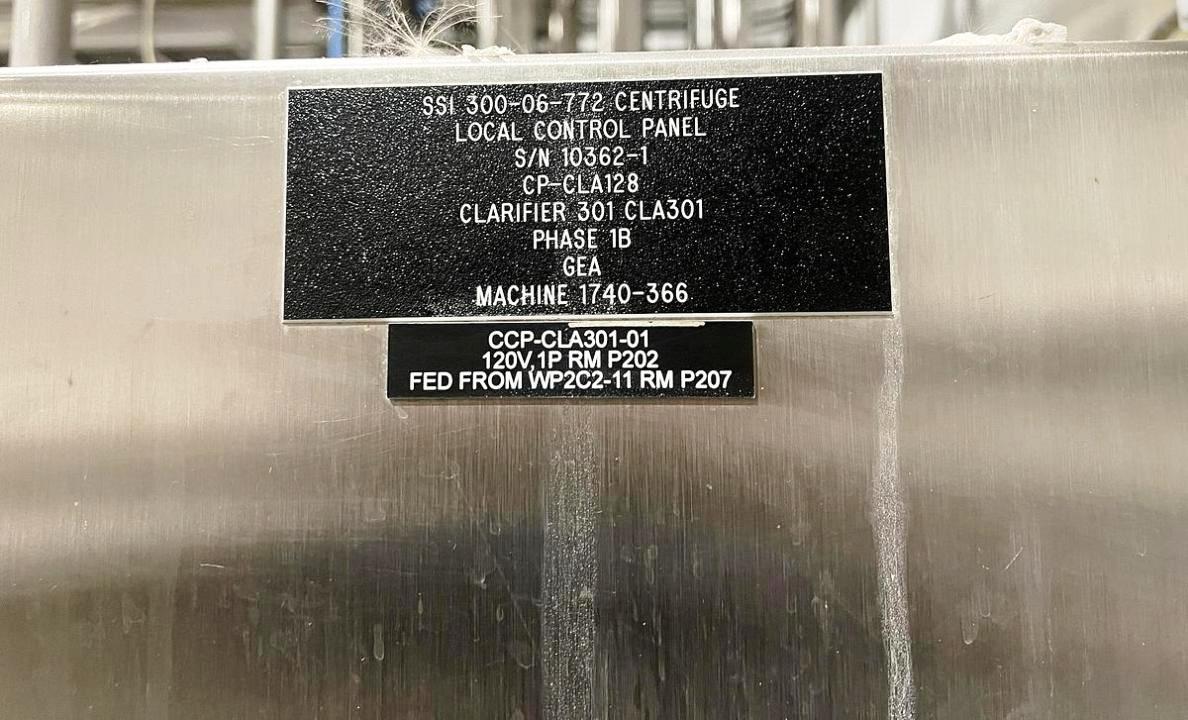 SSI 300-06-772 CENTRIFUGE
LOCAL CONTROL PANEL
S/N 10362-1
CP-CLA128
CLARIFIER 301 CLA301
PHASE 1B
GEA
MACHINE 1740-366
CCP-CLA301-01
120V,1P RM P202
FED FROM WP2C2-11 RM P207